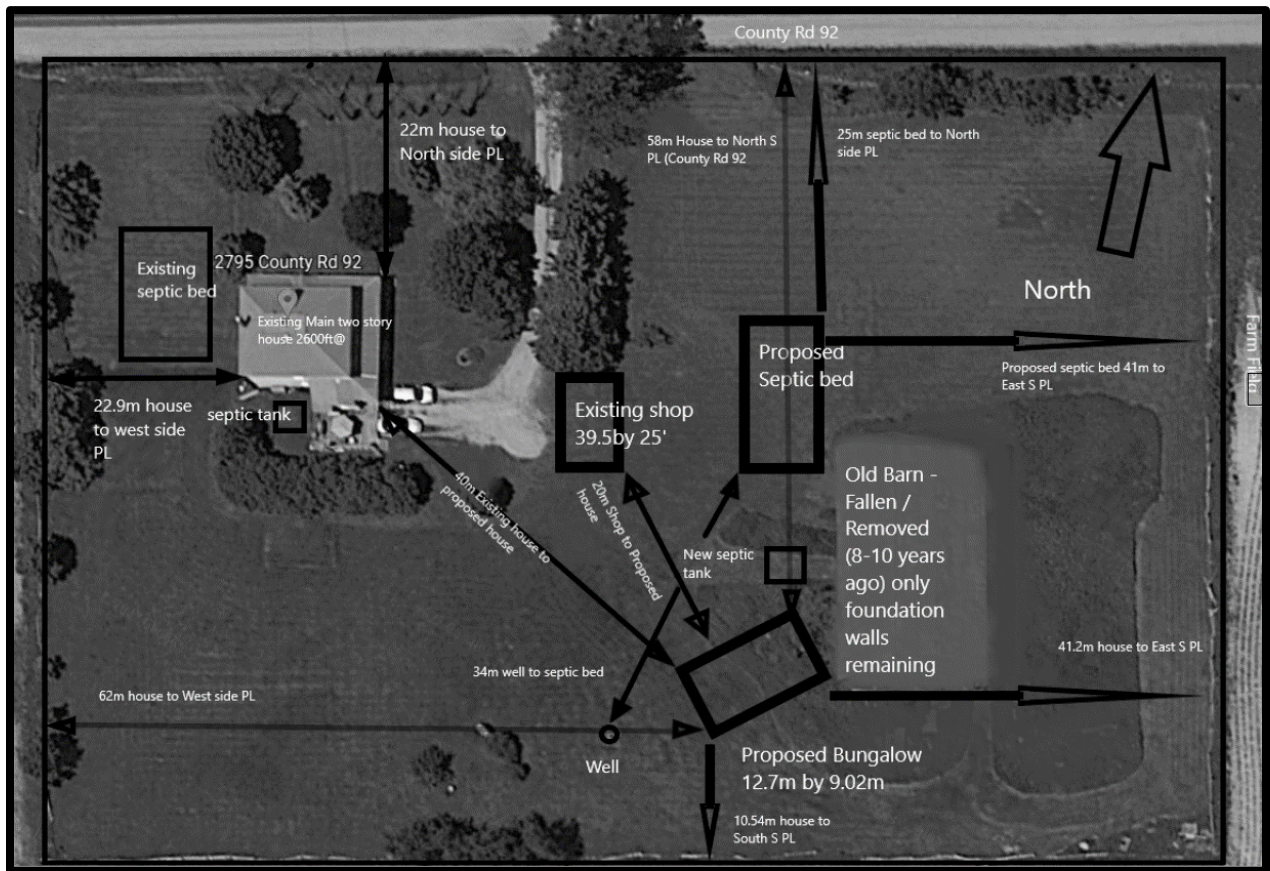 County Rd 92
22m house to
North side PL
58m House to North S
PL (County Rd 92
25m septic bed to North
side PL
Existing
septic bed
2795 County Rd 92
Existing Main two story
house 2600ft@
North
Farm Field
Proposed
Septic bed
Proposed septic bed 41m to
East S PL
22.9m house
to west side
PL
septic tank
Existing shop
39.5by 25'
40m Existing house to
proposed house
20m Shop to Proposed
house
New septic
tank
Old Barn -
Fallen /
Removed
(8-10 years
ago) only
foundation
walls
remaining
34m well to septic bed
41.2m house to East S PL
62m house to West side PL
Well
Proposed Bungalow
12.7m by 9.02m
10.54m house to
South S PL